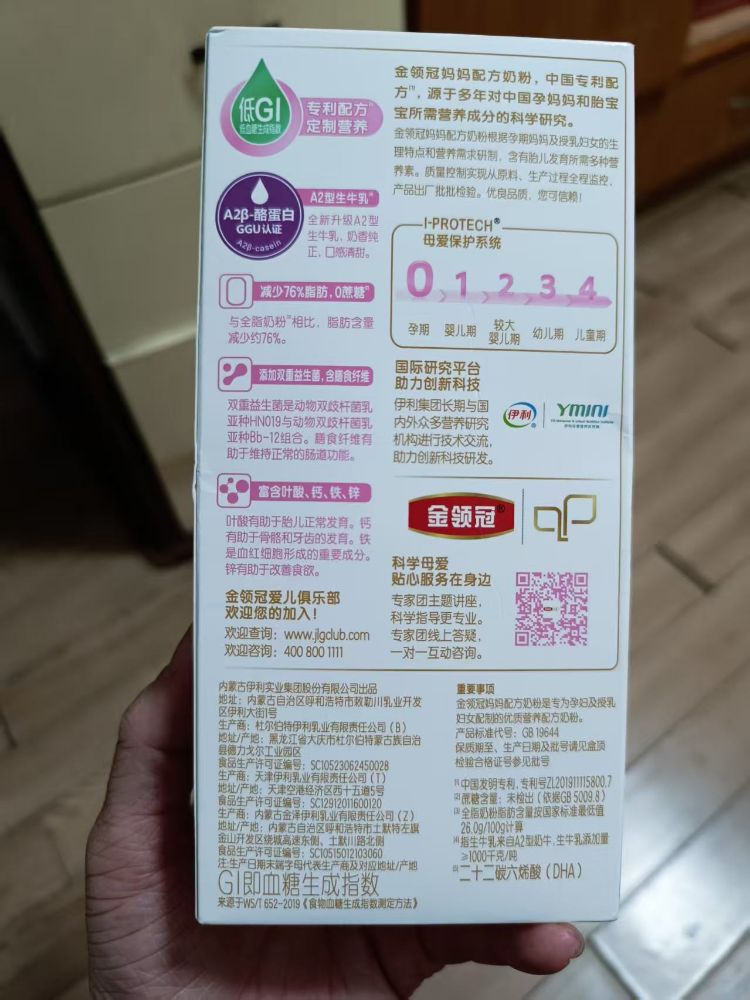 低GI
低血糖生成指数
专利配方[1]
定制营养
A2β-酪蛋白
GGU认证
A2β-casein
A2型生牛乳[4]
全新升级A2型
生牛乳，奶香纯
正，口感清甜。
减少76%脂肪，0蔗糖[2]
与全脂奶粉[3]相比，脂肪含量
减少约76%。
添加双重益生菌，含膳食纤维
双重益生菌是动物双歧杆菌乳
亚种HN019与动物双歧杆菌乳
亚种Bb-12组合。膳食纤维有
助于维持正常的肠道功能。
富含叶酸、钙、铁、锌
叶酸有助于胎儿正常发育。钙
有助于骨骼和牙齿的发育。铁
是血红细胞形成的重要成分。
锌有助于改善食欲。
金领冠爱儿俱乐部
欢迎您的加入！
欢迎查询：www.jlgclub.com
欢迎咨询：400 800 1111
金领冠妈妈配方奶粉，中国专利配
方[1]，源于多年对中国孕妈妈和胎宝
宝所需营养成分的科学研究。
金领冠妈妈配方奶粉根据孕期妈妈及授乳妇女的生
理特点和营养需求研制，含有胎儿发育所需多种营
养素。质量控制实现从原料、生产过程全程监控，
产品出厂批批检验。优良品质，您可信赖！
I-PROTECH®
母爱保护系统
0 1 2 3 4
孕期 婴儿期 较大婴儿期 幼儿期 儿童期
国际研究平台
助力创新科技
伊利集团长期与国
内外众多营养研究
机构进行技术交流，
助力创新科技研发。
伊利®
YMINI
金领冠®
科学母爱
贴心服务在身边
专家团主题讲座，
科学指导更专业。
专家团线上答疑，
一对一互动咨询。
内蒙古伊利实业集团股份有限公司出品
地址：内蒙古自治区呼和浩特市敕勒川乳业开发
区伊利大街1号
生产商：杜尔伯特伊利乳业有限责任公司（B）
地址/产地：黑龙江省大庆市杜尔伯特蒙古族自治
县德力戈尔工业园区
食品生产许可证编号：SC10523062450028
生产商：天津伊利乳业有限责任公司（T）
地址/产地：天津空港经济区西十五道5号
食品生产许可证编号：SC12912011600120
生产商：内蒙古金泽伊利乳业有限责任公司（Z）
地址/产地：内蒙古自治区呼和浩特市土默特左旗
金山开发区绕城高速东侧、土默川路北侧
食品生产许可证编号：SC10515012103060
注:生产日期末端字母代表生产商及对应地址/产地
GI即血糖生成指数
来源于WS/T 652-2019《食物血糖生成指数测定方法》
重要事项
金领冠妈妈配方奶粉是专为孕妇及授乳
妇女配制的优质营养配方奶粉。
产品标准代号：GB 19644
保质期至、生产日期及批号请见盒顶
检验合格证号参见批号
[1] 中国发明专利，专利号ZL201911115800.7
[2] 蔗糖含量：未检出（依据GB 5009.8）
[3] 全脂奶粉脂肪含量按国家标准最低值
26.0g/100g计算
[4] 指生牛乳来自A2型奶牛，生牛乳添加量
≥1000千克/吨
[5] 二十二碳六烯酸（DHA）